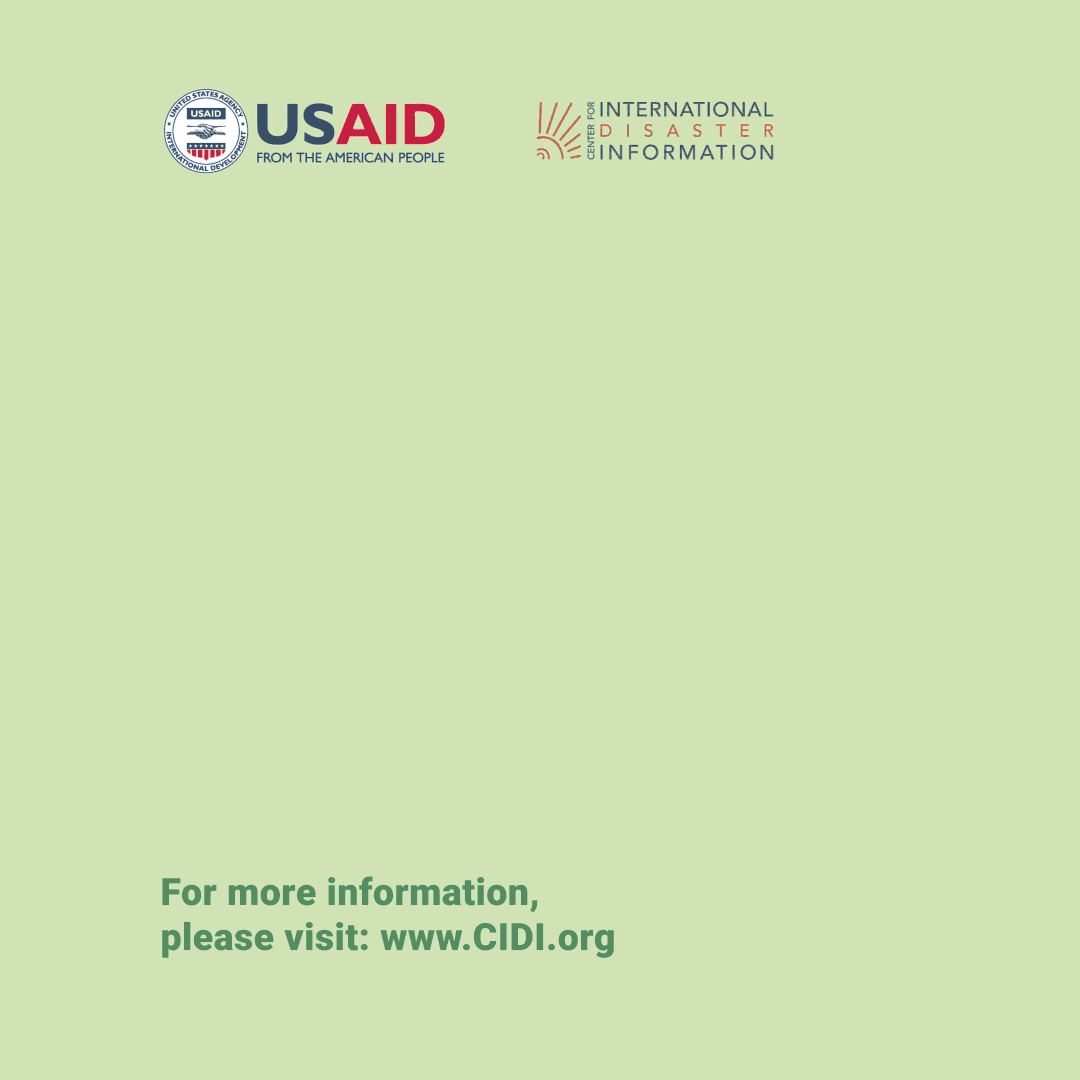 UNITED STATES AGENCY
USAID
INTERNATIONAL DEVELOPMENT
USAID
FROM THE AMERICAN PEOPLE
CENTER FOR
INTERNATIONAL
DISASTER
INFORMATION
For more information,
please visit: www.CIDI.org